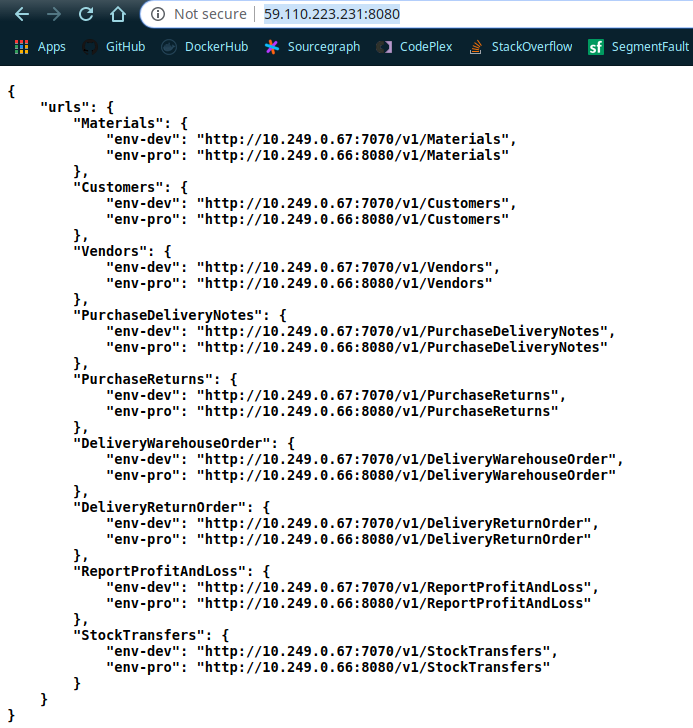 Not secure | 59.110.223.231:8080
Apps GitHub DockerHub Sourcegraph CodePlex StackOverflow sf SegmentFault
{
    "urls": {
        "Materials": {
            "env-dev": "http://10.249.0.67:7070/v1/Materials",
            "env-pro": "http://10.249.0.66:8080/v1/Materials"
        },
        "Customers": {
            "env-dev": "http://10.249.0.67:7070/v1/Customers",
            "env-pro": "http://10.249.0.66:8080/v1/Customers"
        },
        "Vendors": {
            "env-dev": "http://10.249.0.67:7070/v1/Vendors",
            "env-pro": "http://10.249.0.66:8080/v1/Vendors"
        },
        "PurchaseDeliveryNotes": {
            "env-dev": "http://10.249.0.67:7070/v1/PurchaseDeliveryNotes",
            "env-pro": "http://10.249.0.66:8080/v1/PurchaseDeliveryNotes"
        },
        "PurchaseReturns": {
            "env-dev": "http://10.249.0.67:7070/v1/PurchaseReturns",
            "env-pro": "http://10.249.0.66:8080/v1/PurchaseReturns"
        },
        "DeliveryWarehouseOrder": {
            "env-dev": "http://10.249.0.67:7070/v1/DeliveryWarehouseOrder",
            "env-pro": "http://10.249.0.66:8080/v1/DeliveryWarehouseOrder"
        },
        "DeliveryReturnOrder": {
            "env-dev": "http://10.249.0.67:7070/v1/DeliveryReturnOrder",
            "env-pro": "http://10.249.0.66:8080/v1/DeliveryReturnOrder"
        },
        "ReportProfitAndLoss": {
            "env-dev": "http://10.249.0.67:7070/v1/ReportProfitAndLoss",
            "env-pro": "http://10.249.0.66:8080/v1/ReportProfitAndLoss"
        },
        "StockTransfers": {
            "env-dev": "http://10.249.0.67:7070/v1/StockTransfers",
            "env-pro": "http://10.249.0.66:8080/v1/StockTransfers"
        }
    }
}